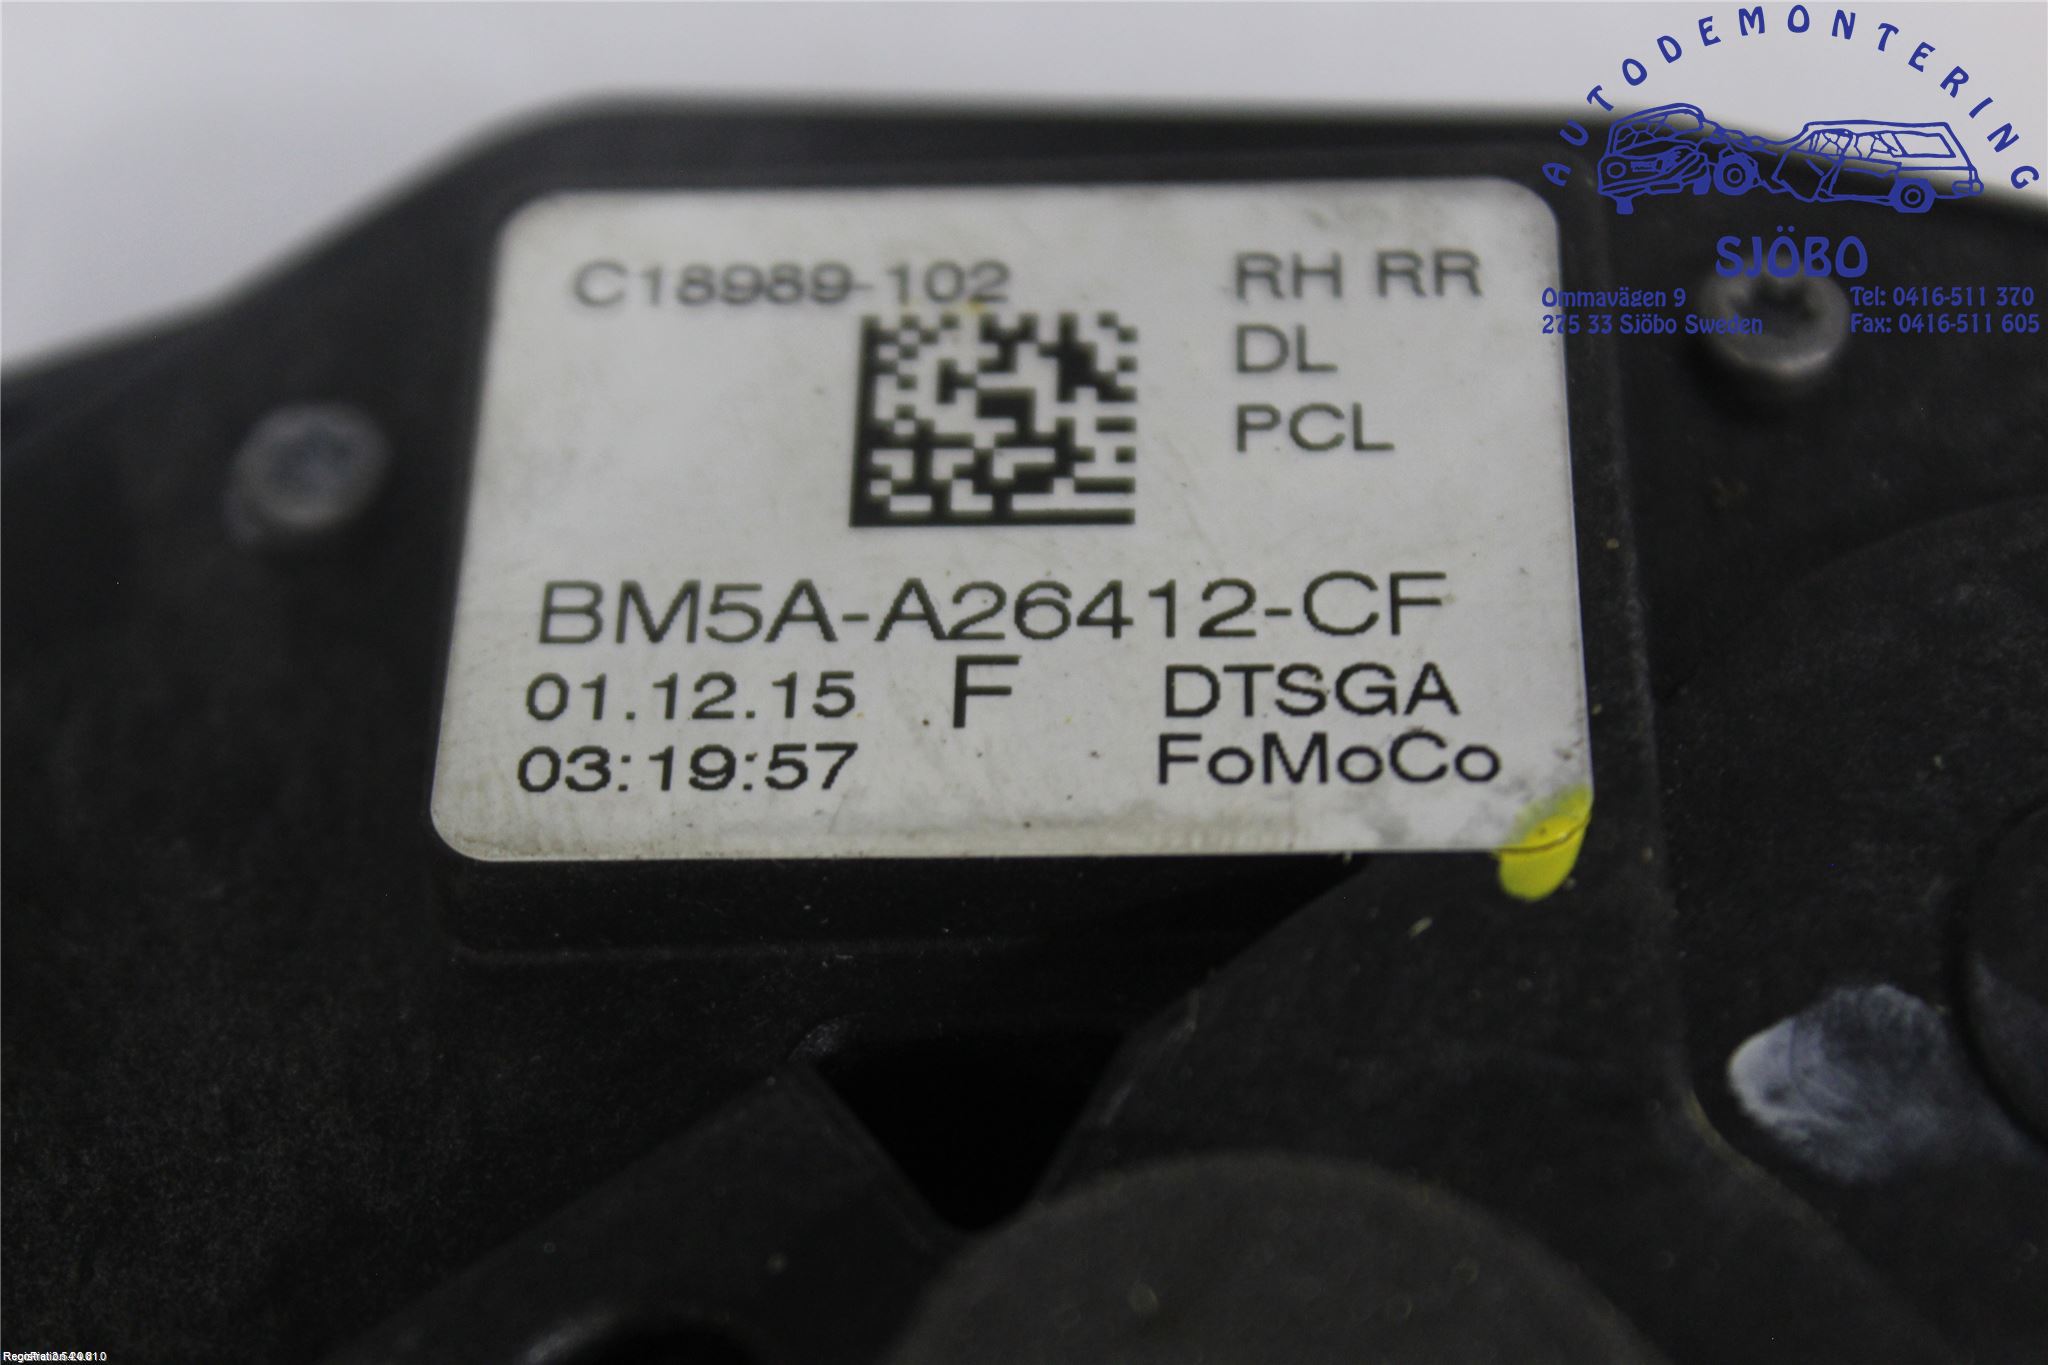 AUTODEMONTERING
SJÖBO
Ommavägen 9
275 33 Sjöbo Sweden
Tel: 0416-511 370
Fax: 0416-511 605
C18989-102
RH RR
DL
PCL
BM5A-A26412-CF
01.12.15 F DTSGA
03:19:57 FoMoCo